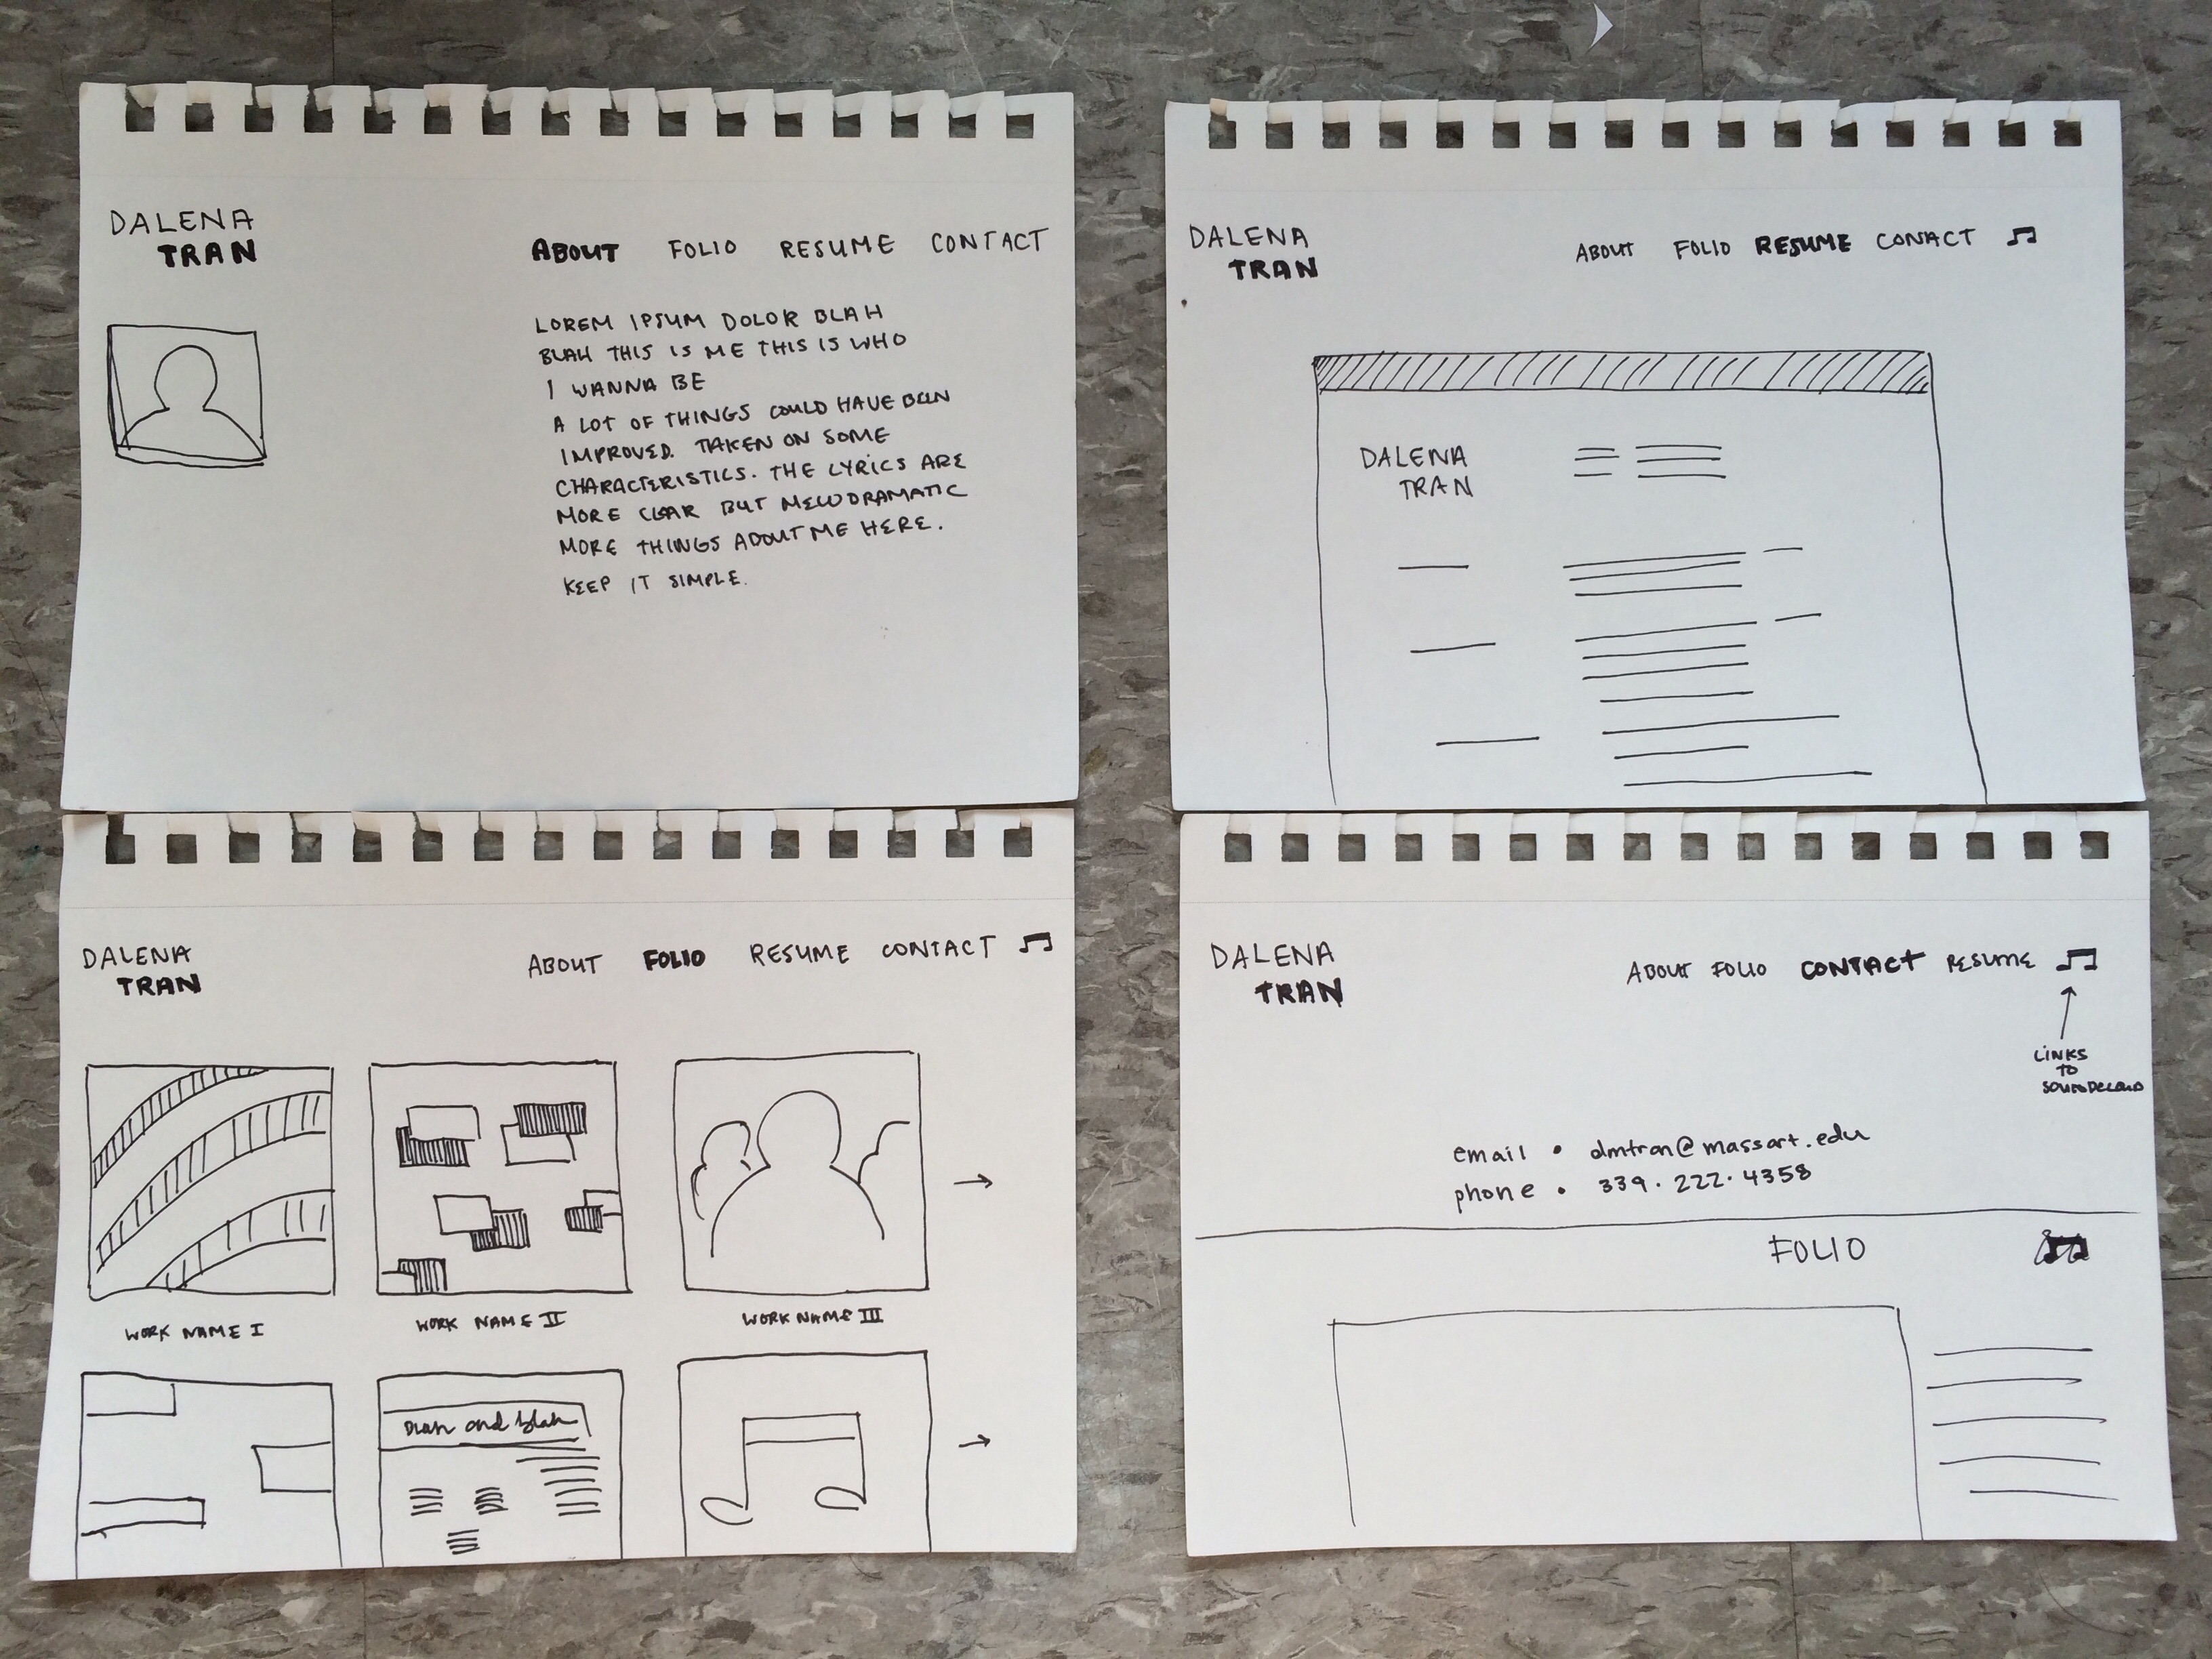 DALENA
TRAN
ABOUT FOLIO RESUME CONTACT
LOREM IPSUM DOLOR BLAH
BLAH THIS IS ME THIS IS WHO
I WANNA BE
A LOT OF THINGS COULD HAVE BEEN
IMPROVED. TAKEN ON SOME
CHARACTERISTICS. THE LYRICS ARE
MORE CLEAR BUT MELODRAMATIC
MORE THINGS ABOUT ME HERE.
KEEP IT SIMPLE.
DALENA
TRAN
ABOUT FOLIO RESUME CONACT
DALENA
TRAN
DALENA
TRAN
ABOUT FOLIO RESUME CONTACT
WORK NAME I
WORK NAME II
WORK NAME III
and blah
DALENA
TRAN
ABOUT FOLIO CONTACT RESUME
LINKS
TO
SOUNDCLOUD
email • dmtran@massart.edu
phone • 339.222.4358
FOLIO